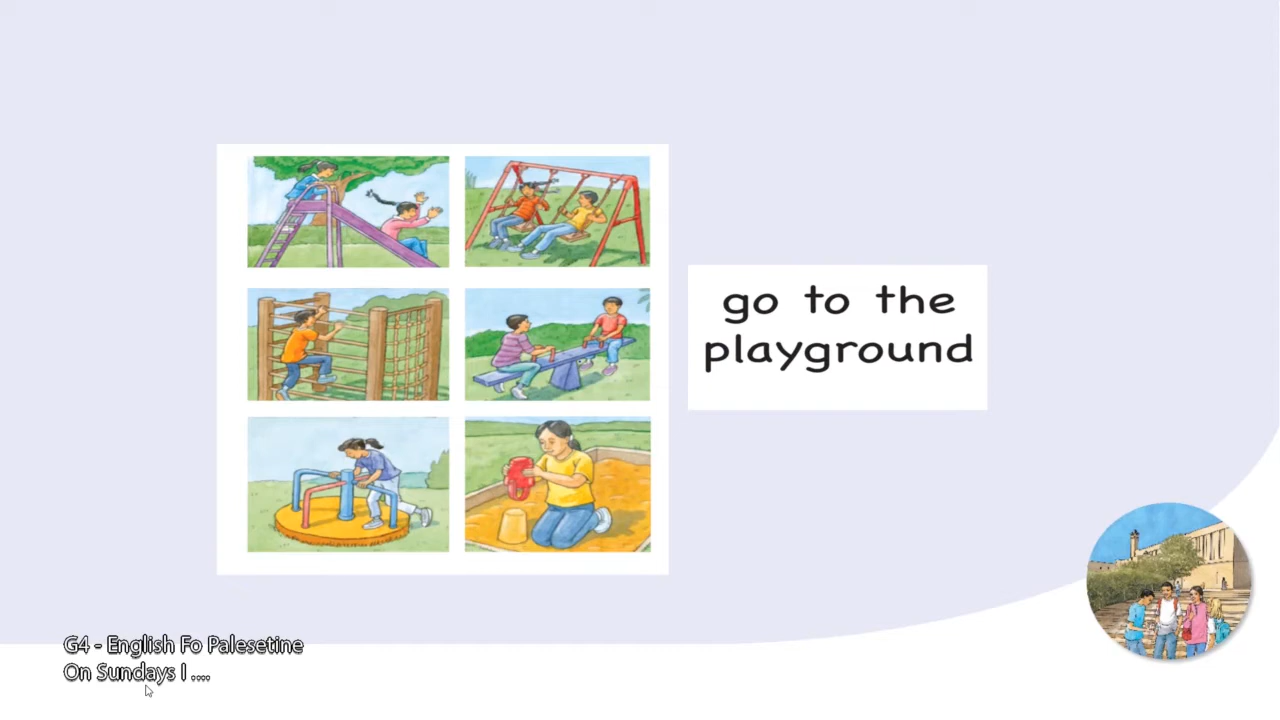 go to the
playground
G4 - English Fo Palesetine
On Sundays I ....